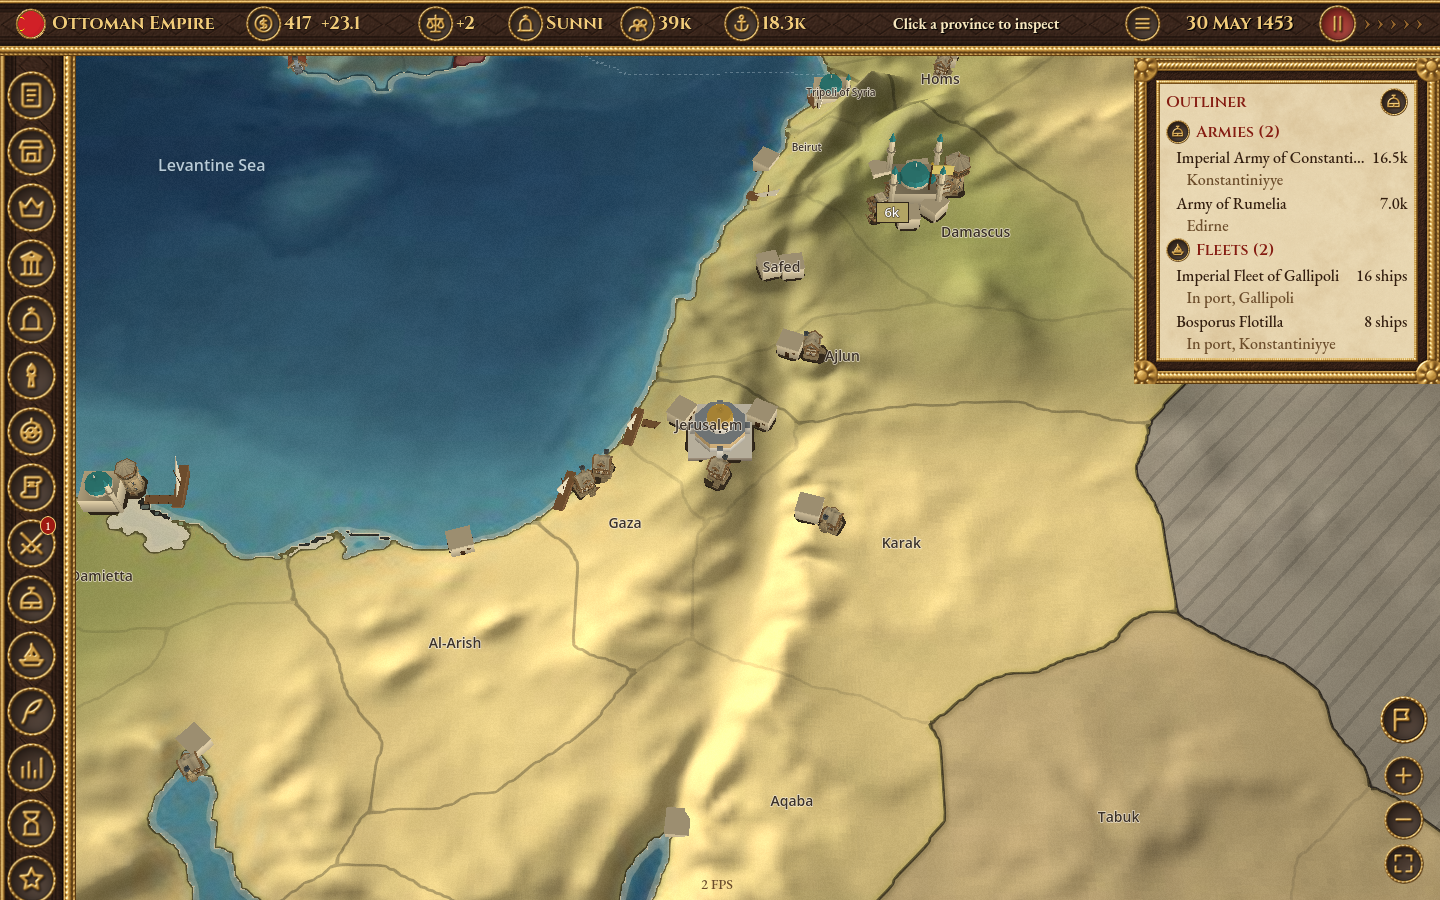 OTTOMAN EMPIRE 417 +23.1 +2 SUNNI 39K 18.3K Click a province to inspect 30 MAY 1453
Homs
Tripoli of Syria
Beirut
Levantine Sea
6k
Damascus
Safed
Ajlun
Jerusalem
Gaza
Karak
Damietta
Al-Arish
Aqaba
Tabuk
2 FPS
1
OUTLINER
ARMIES (2)
Imperial Army of Constanti... 16.5k
Konstantiniyye
Army of Rumelia 7.0k
Edirne
FLEETS (2)
Imperial Fleet of Gallipoli 16 ships
In port, Gallipoli
Bosporus Flotilla 8 ships
In port, Konstantiniyye